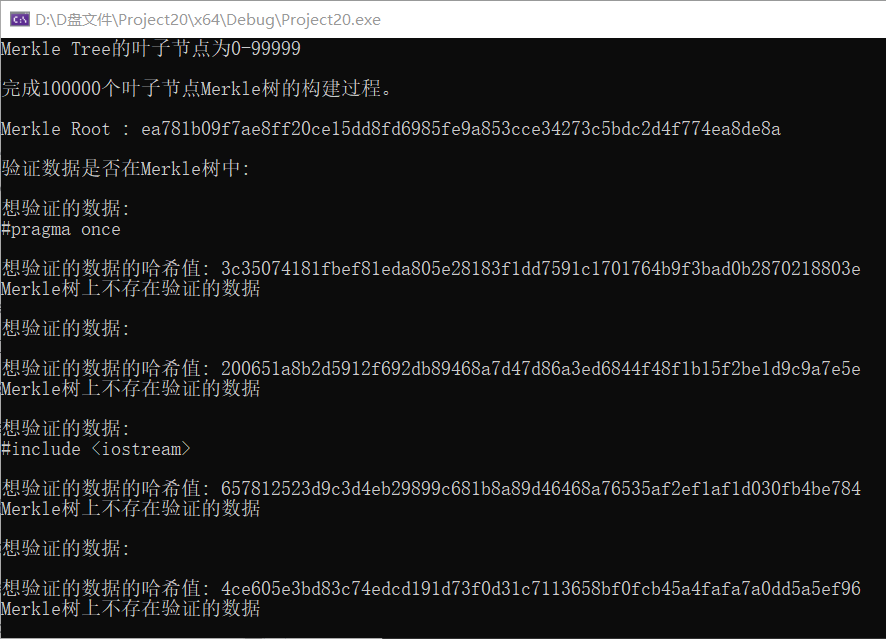 D:\D盘文件\Project20\x64\Debug\Project20.exe
Merkle Tree的叶子节点为0-99999
完成100000个叶子节点Merkle树的构建过程。
Merkle Root : ea781b09f7ae8ff20ce15dd8fd6985fe9a853cce34273c5bdc2d4f774ea8de8a
验证数据是否在Merkle树中:
想验证的数据:
#pragma once
想验证的数据的哈希值: 3c35074181fbef81eda805e28183f1dd7591c1701764b9f3bad0b2870218803e
Merkle树上不存在验证的数据
想验证的数据:
想验证的数据的哈希值: 200651a8b2d5912f692db89468a7d47d86a3ed6844f48f1b15f2be1d9c9a7e5e
Merkle树上不存在验证的数据
想验证的数据:
#include <iostream>
想验证的数据的哈希值: 657812523d9c3d4eb29899c681b8a89d46468a76535af2ef1af1d030fb4be784
Merkle树上不存在验证的数据
想验证的数据:
想验证的数据的哈希值: 4ce605e3bd83c74edcd191d73f0d31c7113658bf0fcb45a4fafa7a0dd5a5ef96
Merkle树上不存在验证的数据